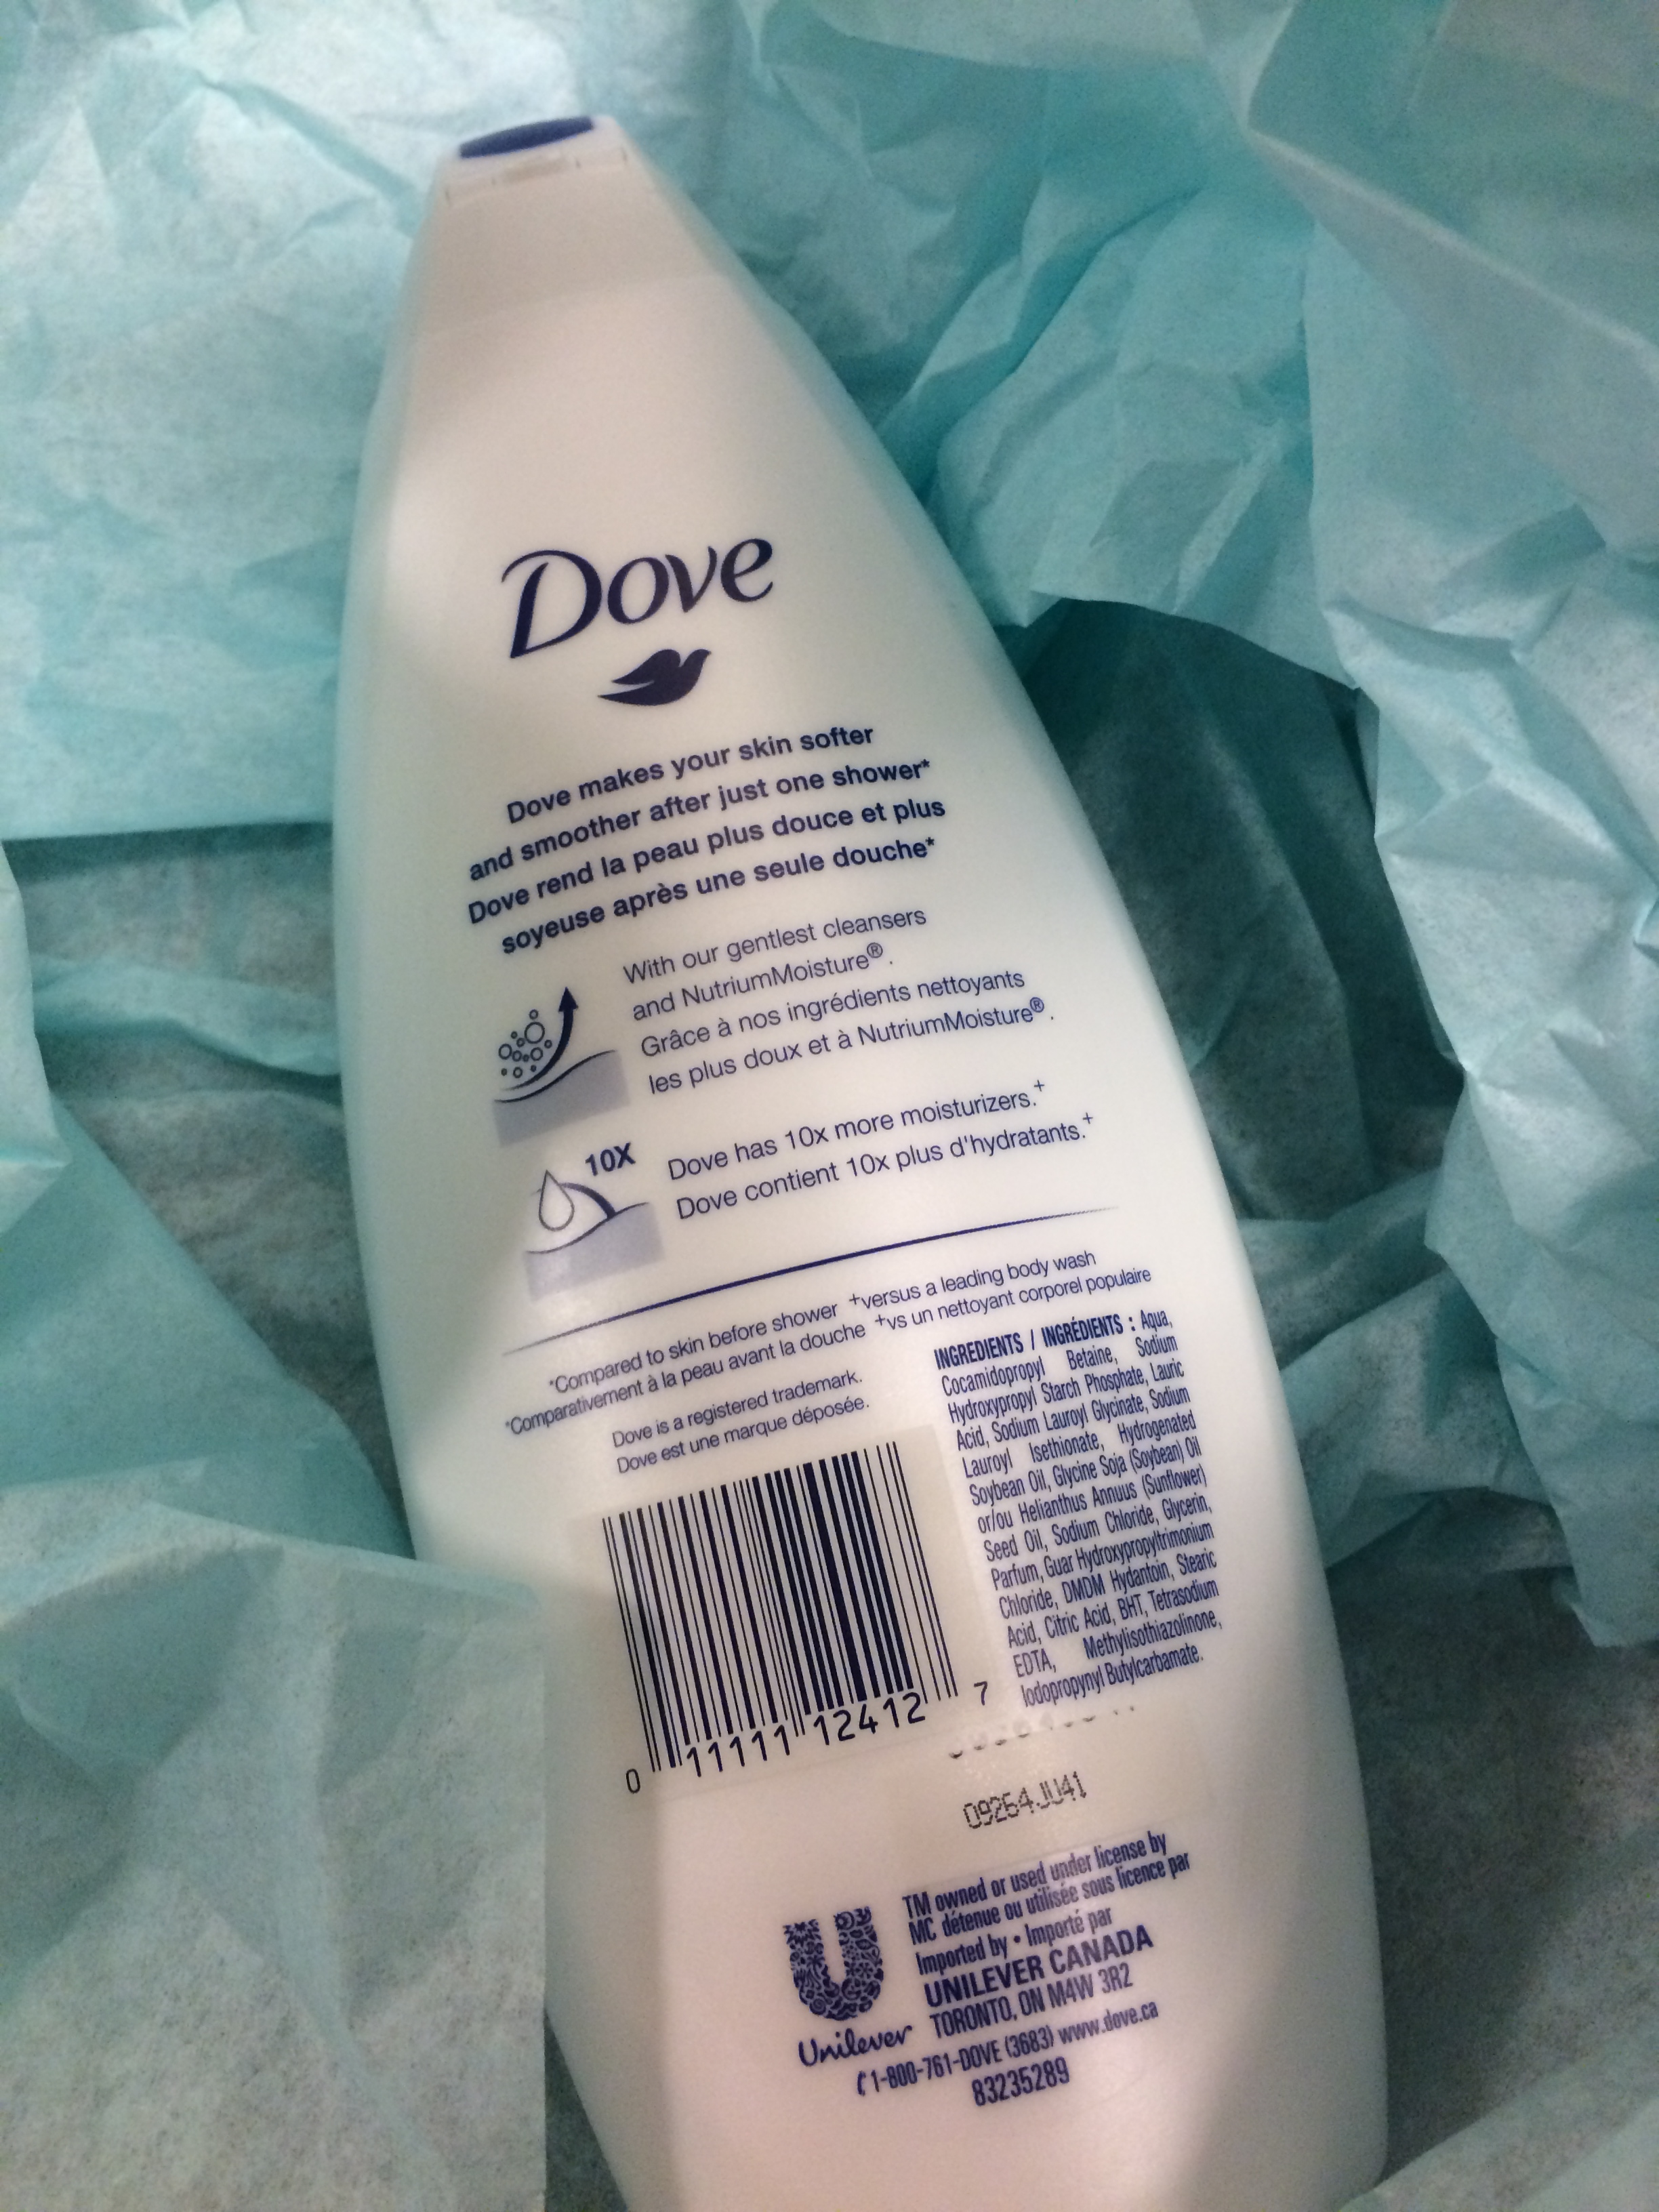 Dove
Dove makes your skin softer
and smoother after just one shower*
Dove rend la peau plus douce et plus
soyeuse après une seule douche*
With our gentlest cleansers
and NutriumMoisture®.
Grâce à nos ingrédients nettoyants
les plus doux et à NutriumMoisture®.
10X
Dove has 10x more moisturizers.+
Dove contient 10x plus d'hydratants.+
*Compared to skin before shower +versus a leading body wash
*Comparativement à la peau avant la douche +vs un nettoyant corporel populaire
Dove is a registered trademark.
Dove est une marque déposée.
INGREDIENTS / INGRÉDIENTS : Aqua,
Cocamidopropyl Betaine, Sodium
Hydroxypropyl Starch Phosphate, Lauric
Acid, Sodium Lauroyl Glycinate, Sodium
Lauroyl Isethionate, Hydrogenated
Soybean Oil, Glycine Soja (Soybean) Oil
or/ou Helianthus Annuus (Sunflower)
Seed Oil, Sodium Chloride, Glycerin,
Parfum, Guar Hydroxypropyltrimonium
Chloride, DMDM Hydantoin, Stearic
Acid, Citric Acid, BHT, Tetrasodium
EDTA, Methylisothiazolinone,
Iodopropynyl Butylcarbamate.
0 11111 12412 7
09264JU41
TM owned or used under license by
MC détenue ou utilisée sous licence par
Imported by • Importé par
UNILEVER CANADA
TORONTO, ON M4W 3R2
Unilever
1-800-761-DOVE (3683) www.dove.ca
83235289